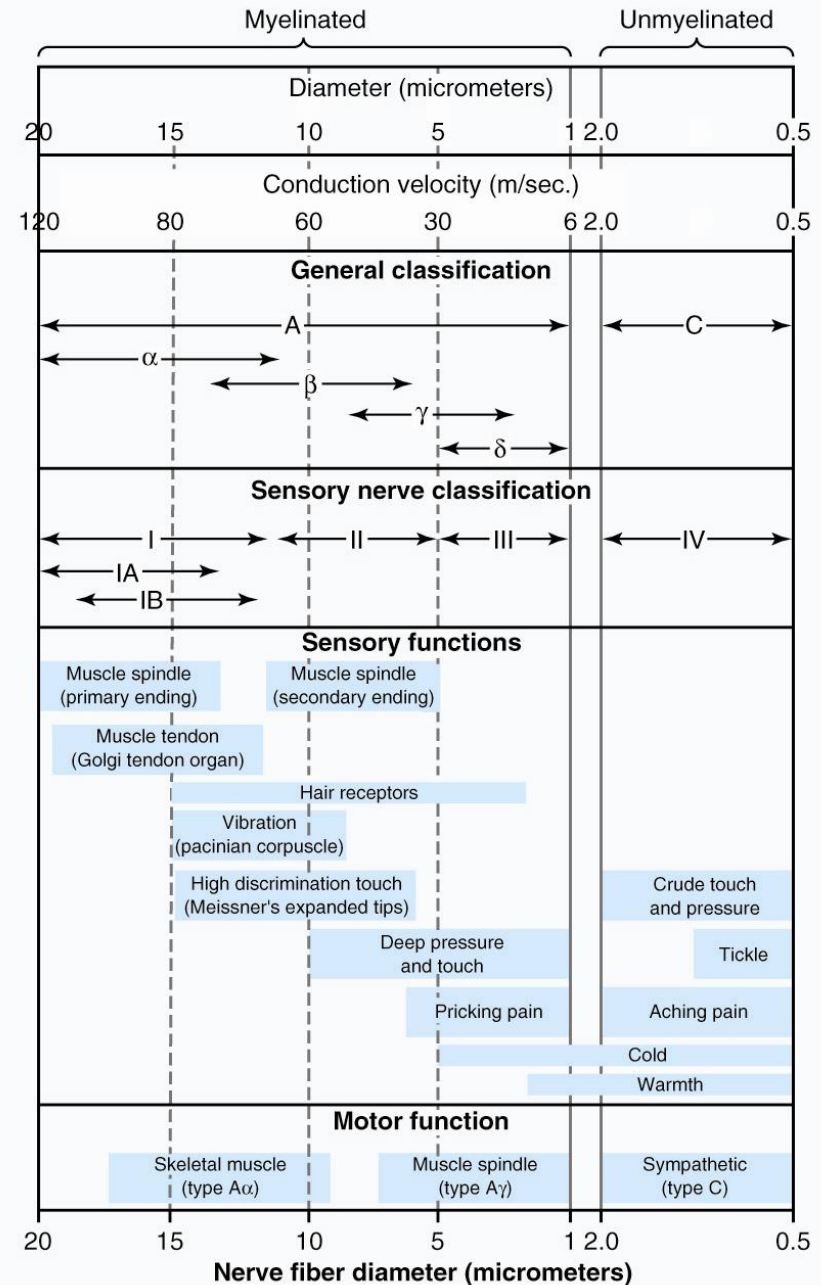 Myelinated Unmyelinated
Diameter (micrometers)
20 15 10 5 1 2.0 0.5
Conduction velocity (m/sec.)
120 80 60 30 6 2.0 0.5
General classification
A C
α
β
γ
δ
Sensory nerve classification
I II III IV
IA
IB
Sensory functions
Muscle spindle Muscle spindle
(primary ending) (secondary ending)
Muscle tendon
(Golgi tendon organ)
Hair receptors
Vibration
(pacinian corpuscle)
High discrimination touch Crude touch
(Meissner's expanded tips) and pressure
Deep pressure
and touch
Tickle
Pricking pain Aching pain
Cold
Warmth
Motor function
Skeletal muscle Muscle spindle Sympathetic
(type Aα) (type Aγ) (type C)
20 15 10 5 1 2.0 0.5
Nerve fiber diameter (micrometers)